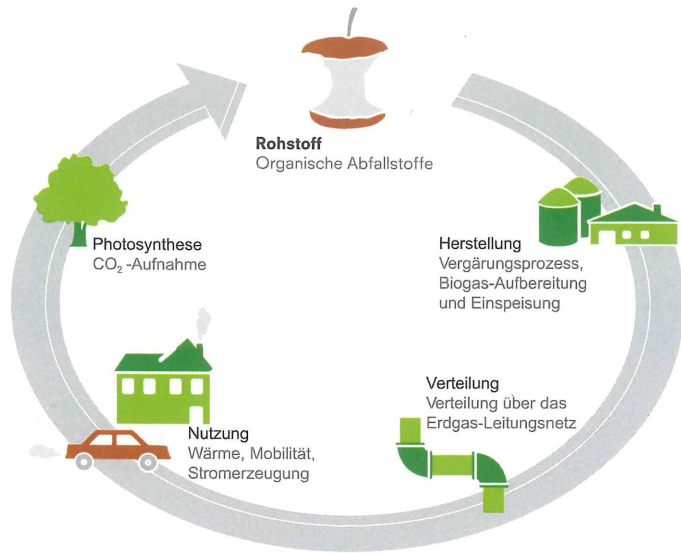 Rohstoff
Organische Abfallstoffe
Herstellung
Vergärungsprozess,
Biogas-Aufbereitung
und Einspeisung
Verteilung
Verteilung über das
Erdgas-Leitungsnetz
Nutzung
Wärme, Mobilität,
Stromerzeugung
Photosynthese
CO₂ -Aufnahme